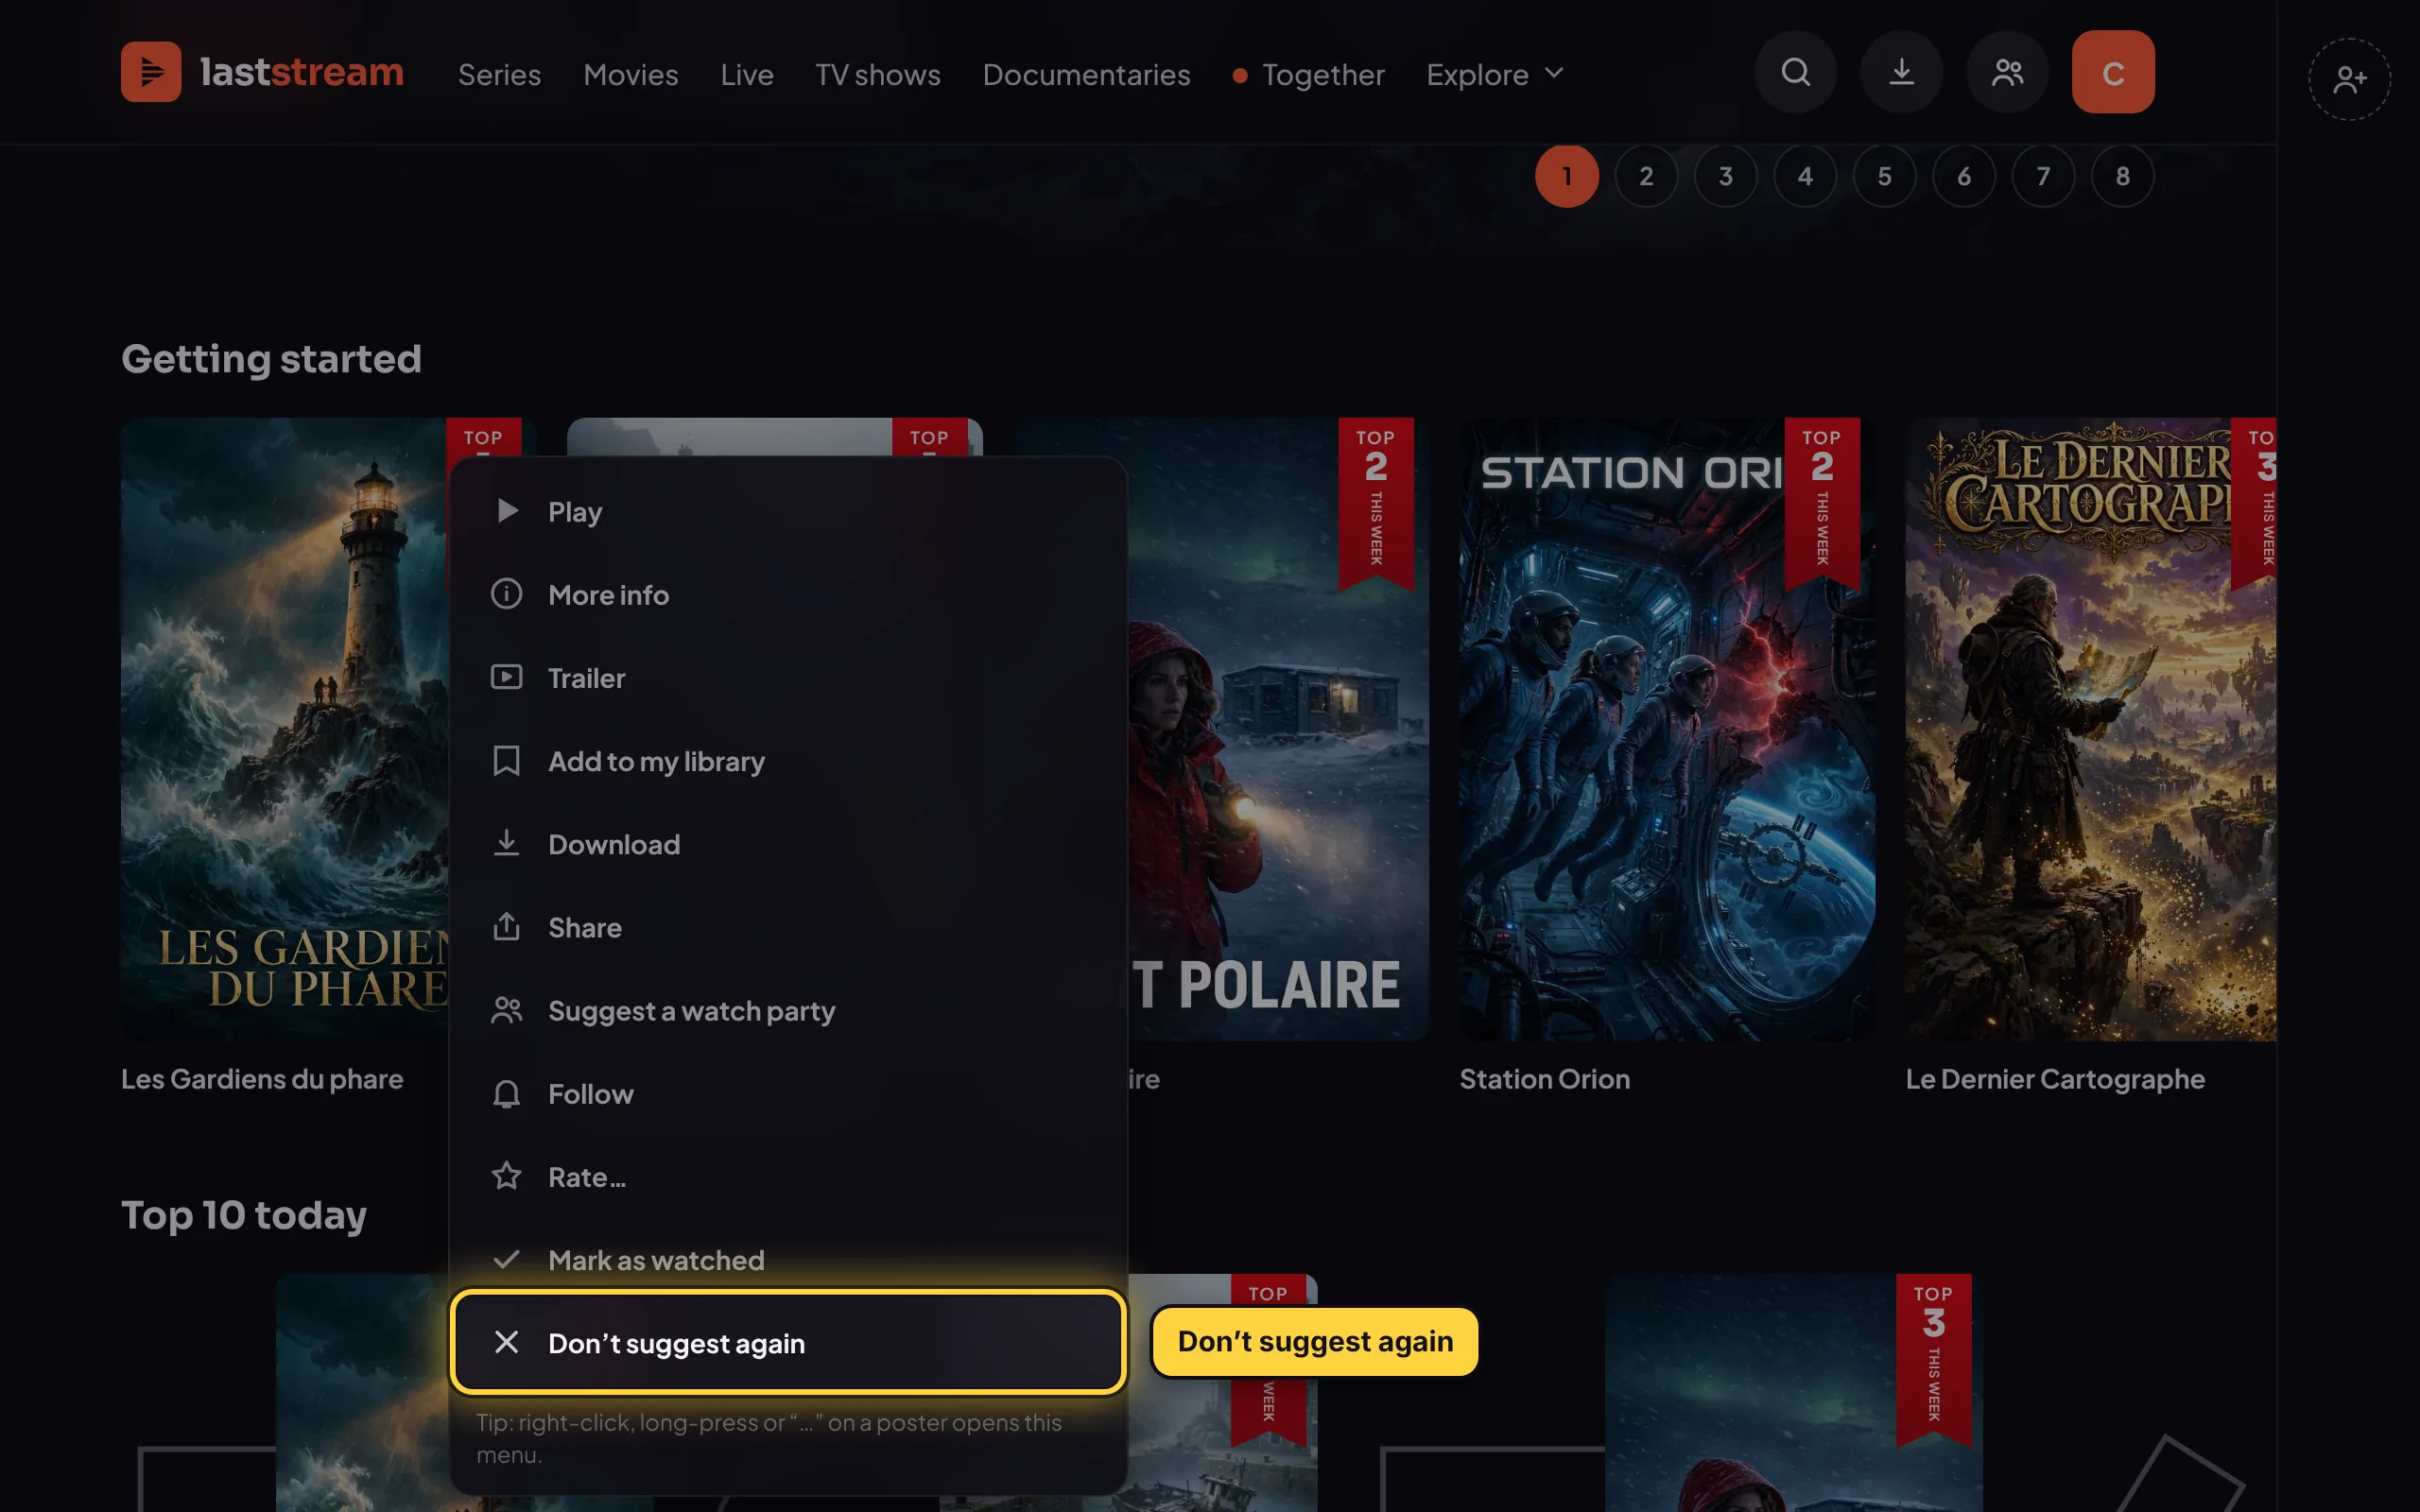 laststream
Series
Movies
Live
TV shows
Documentaries
Together
Explore
C
1
2
3
4
5
6
7
8
Getting started
TOP
TOP
TOP
2
THIS WEEK
STATION ORI
TOP
2
THIS WEEK
LE DERNIER
CARTOGRAP
TO
3
THIS WEEK
Play
More info
Trailer
Add to my library
Download
Share
Suggest a watch party
Follow
Rate...
Mark as watched
Don’t suggest again
Don’t suggest again
Tip: right-click, long-press or “...” on a poster opens this
menu.
LES GARDIEN
DU PHARE
T POLAIRE
Les Gardiens du phare
ire
Station Orion
Le Dernier Cartographe
Top 10 today
TOP
WEEK
TOP
3
THIS WEEK